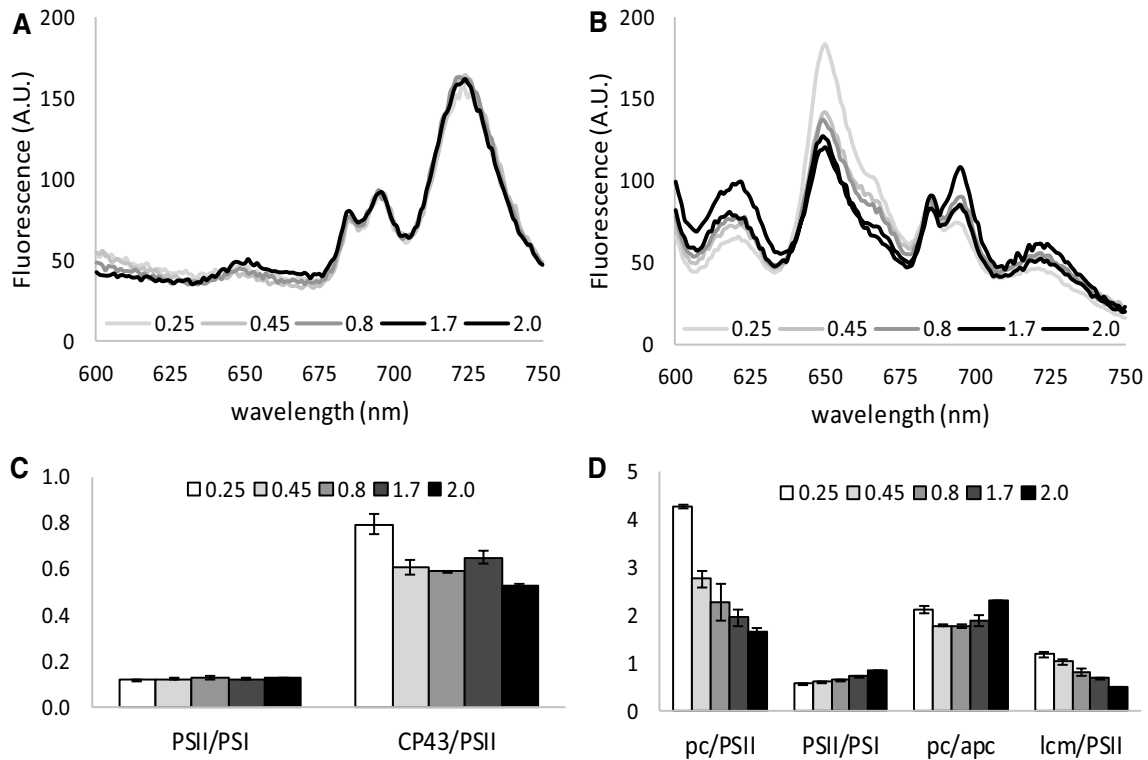 A
Fluorescence (A.U.)
200
150
100
50
0
0.25 0.45 0.8 1.7 2.0
600 625 650 675 700 725 750
wavelength (nm)
B
Fluorescence (A.U.)
200
150
100
50
0
0.25 0.45 0.8 1.7 2.0
600 625 650 675 700 725 750
wavelength (nm)
C
1.0
0.8
0.6
0.4
0.2
0.0
0.25 0.45 0.8 1.7 2.0
PSII/PSI CP43/PSII
D
5
4
3
2
1
0
0.25 0.45 0.8 1.7 2.0
pc/PSII PSII/PSI pc/apc lcm/PSII